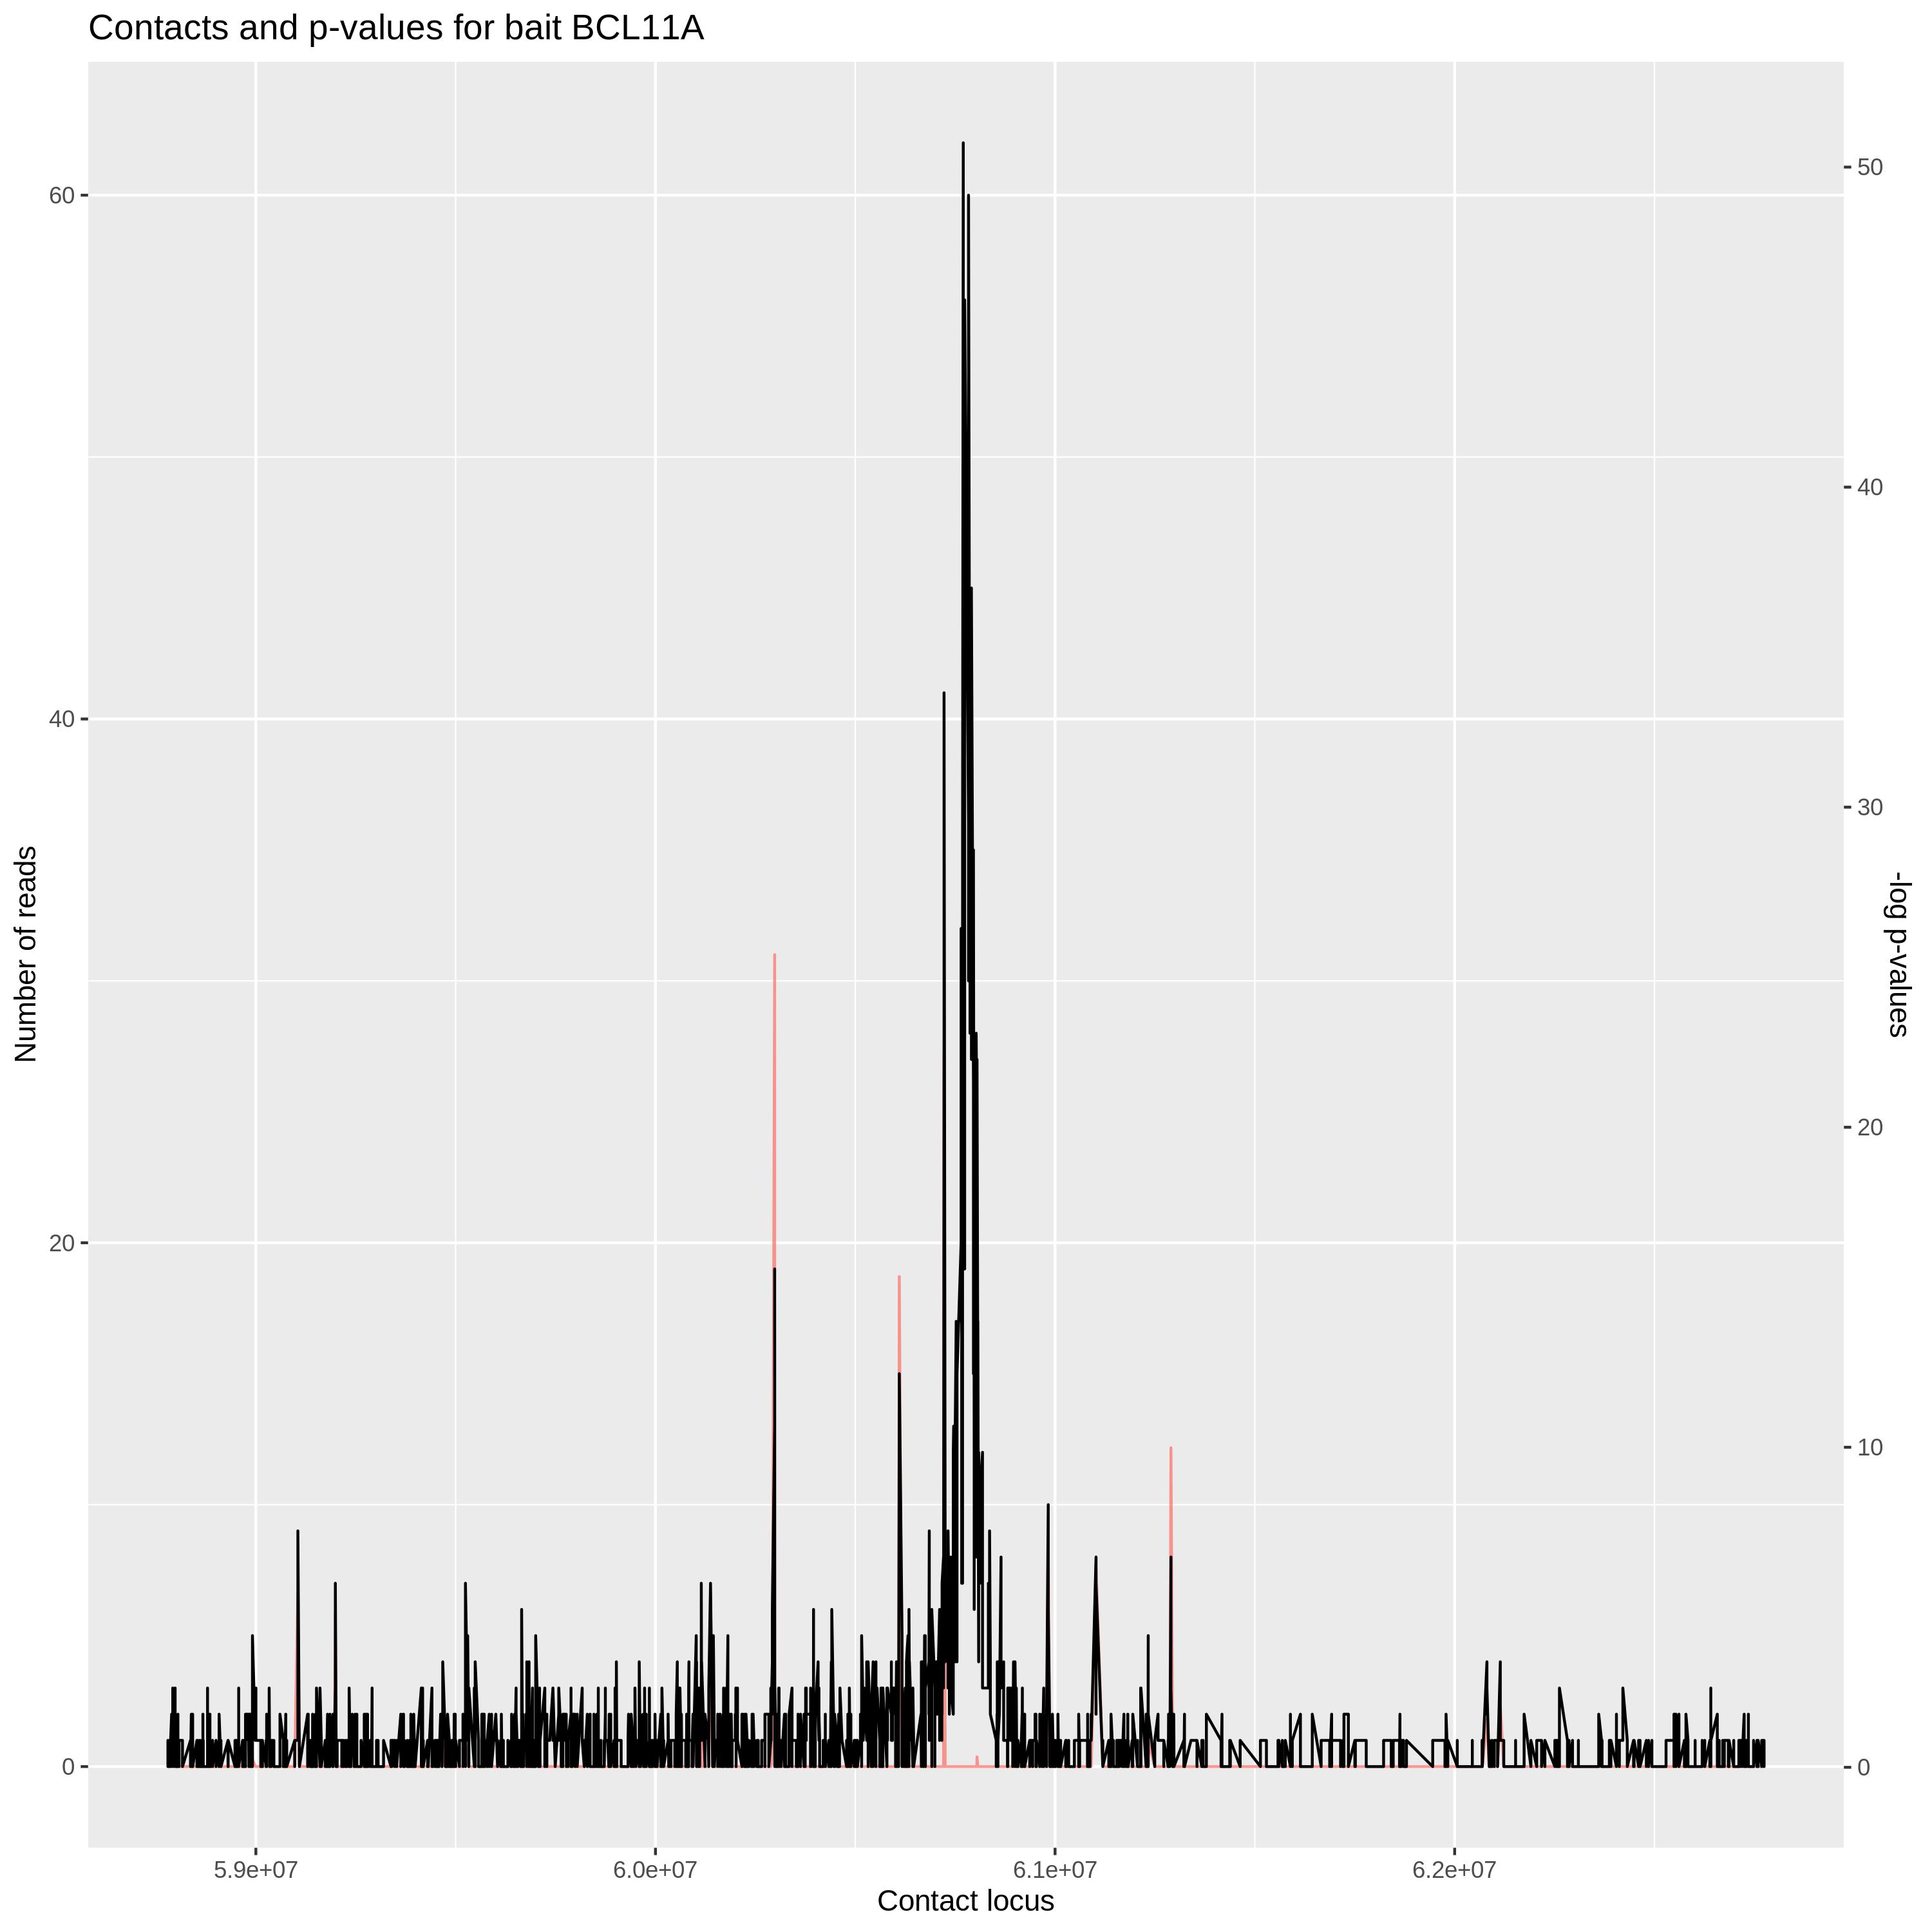 Contacts and p-values for bait BCL11A
60
40
20
0
Number of reads
50
40
30
20
10
0
-log p-values
5.9e+07 6.0e+07 6.1e+07 6.2e+07
Contact locus